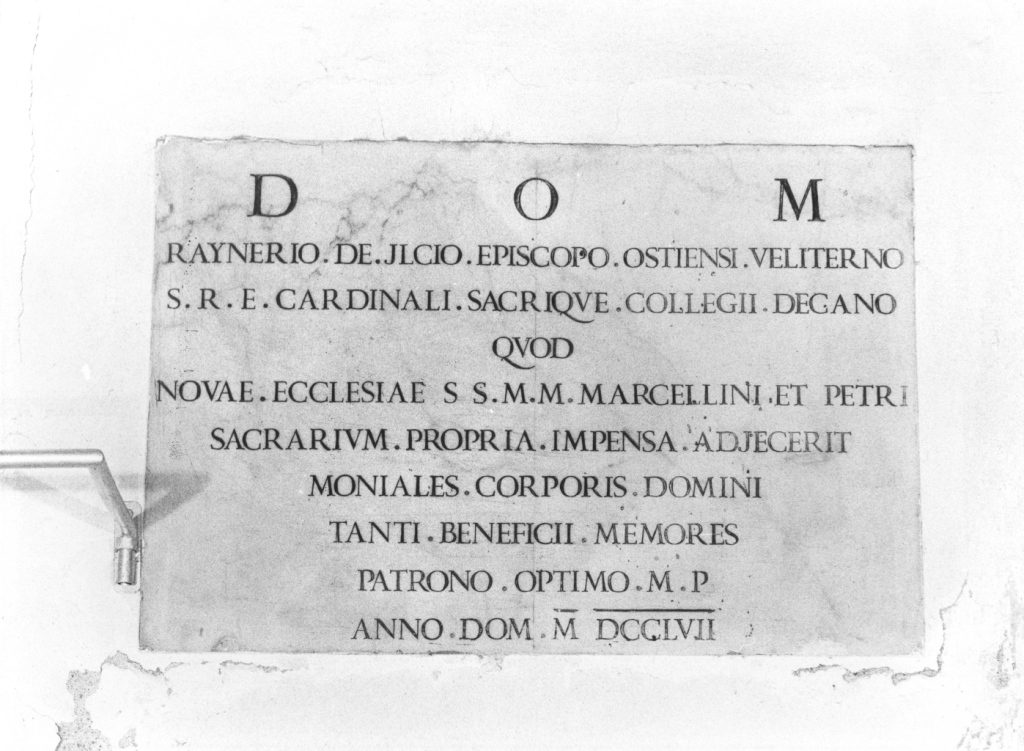 D O M
RAYNERIO . DE . JLCIO . EPISCOPO . OSTIENSI . VELITERNO
S . R . E . CARDINALI . SACRIQVE . COLLEGII . DECANO
QVOD
NOVAE . ECCLESIAE S S . M . M . MARCELLINI . ET PETRI
SACRARIVM . PROPRIA . IMPENSA . ADJECERIT
MONIALES . CORPORIS . DOMINI
TANTI . BENEFICII . MEMORES
PATRONO . OPTIMO . M . P
ANNO . DOM . M DCCLVII